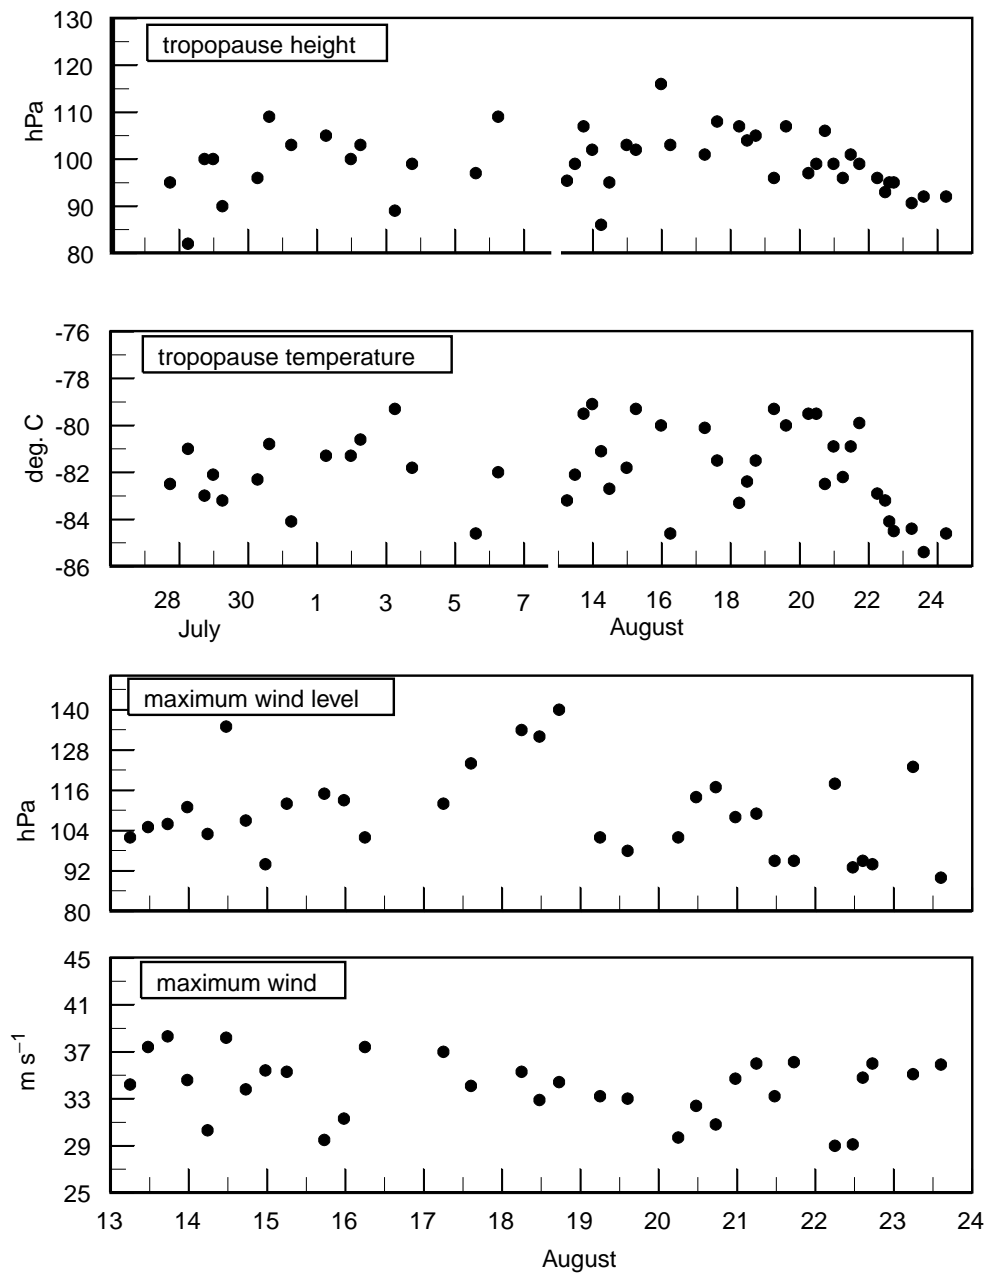 130
tropopause height
120
110
hPa
100
90
80
-76
tropopause temperature
-78
-80
deg. C
-82
-84
-86
28 30 1 3 5 7 14 16 18 20 22 24
July August
maximum wind level
140
128
116
hPa
104
92
80
45
maximum wind
41
37
m s⁻¹
33
29
25
13 14 15 16 17 18 19 20 21 22 23 24
August